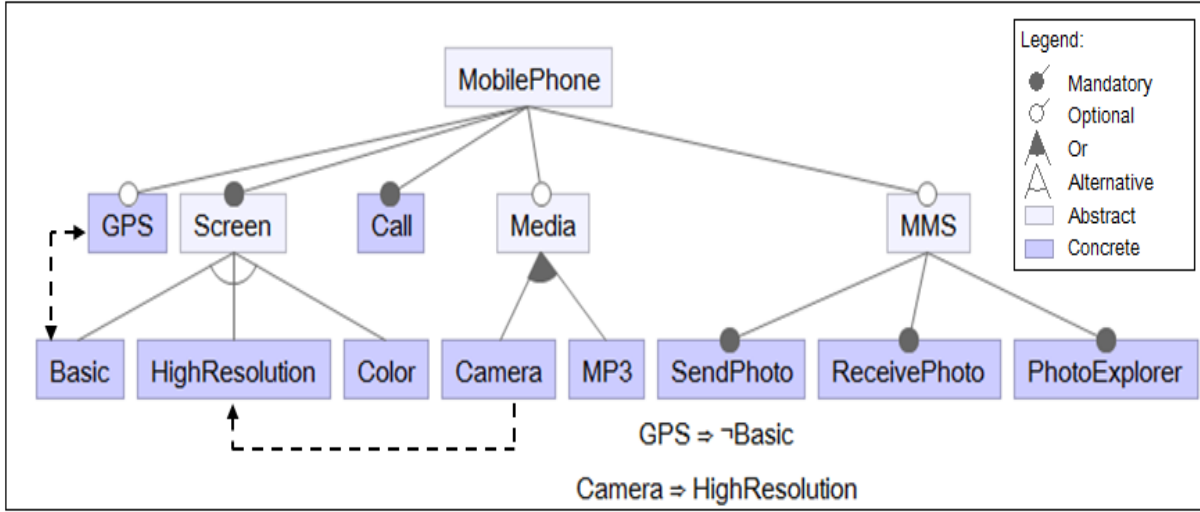 Legend:
Mandatory
Optional
Or
Alternative
Abstract
Concrete
MobilePhone
GPS
Screen
Call
Media
MMS
Basic
HighResolution
Color
Camera
MP3
SendPhoto
ReceivePhoto
PhotoExplorer
GPS ⇒ ¬Basic
Camera ⇒ HighResolution